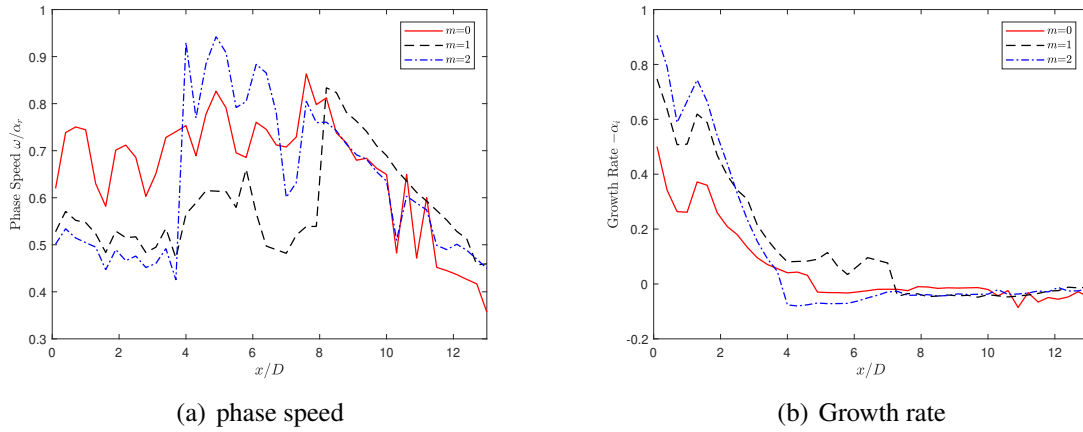 1
0.9
0.8
0.7
0.6
0.5
0.4
0.3
0 2 4 6 8 10 12
x/D
Phase Speed ω/α_r
m=0
m=1
m=2
(a) phase speed
1
0.8
0.6
0.4
0.2
0
-0.2
0 2 4 6 8 10 12
x/D
Growth Rate −α_i
m=0
m=1
m=2
(b) Growth rate